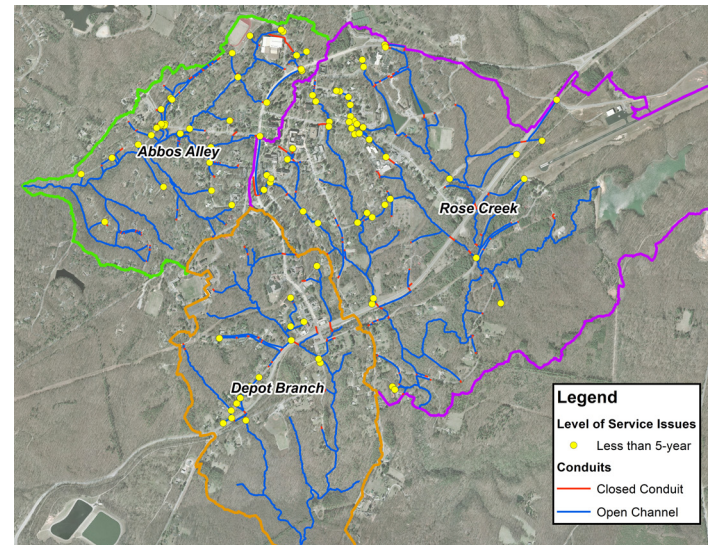 Abbos Alley
Rose Creek
Depot Branch
Legend
Level of Service Issues
Less than 5-year
Conduits
Closed Conduit
Open Channel